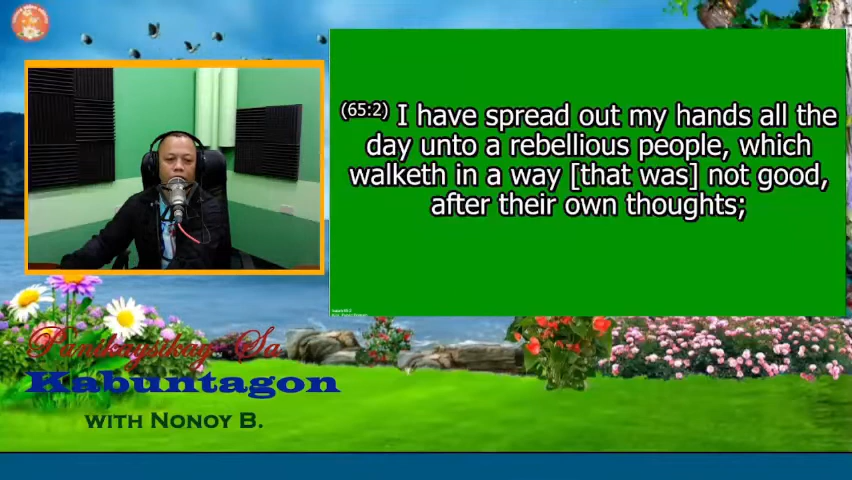 (65:2) I have spread out my hands all the
day unto a rebellious people, which
walketh in a way [that was] not good,
after their own thoughts;
Panikaysikay Sa
Kabuntagon
WITH NONOY B.